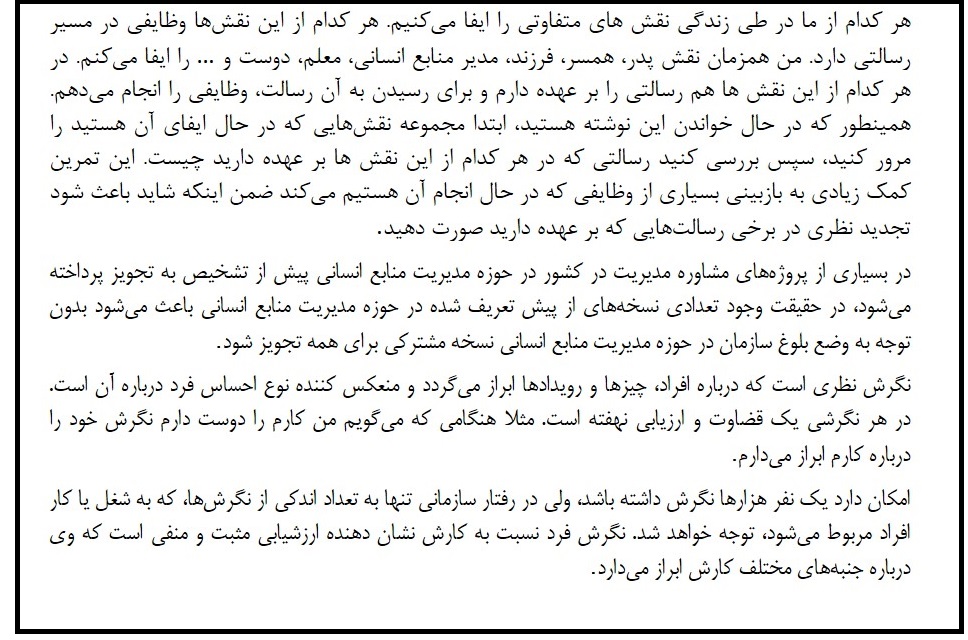 هر کدام از ما در طی زندگی نقش های متفاوتی را ایفا می‌کنیم. هر کدام از این نقش‌ها وظایفی در مسیر
رسالتی دارد. من همزمان نقش پدر، همسر، فرزند، مدیر منابع انسانی، معلم، دوست و ... را ایفا می‌کنم. در
هر کدام از این نقش ها هم رسالتی را بر عهده دارم و برای رسیدن به آن رسالت، وظایفی را انجام می‌دهم.
همینطور که در حال خواندن این نوشته هستید، ابتدا مجموعه نقش‌هایی که در حال ایفای آن هستید را
مرور کنید، سپس بررسی کنید رسالتی که در هر کدام از این نقش ها بر عهده دارید چیست. این تمرین
کمک زیادی به بازبینی بسیاری از وظایفی که در حال انجام آن هستیم می‌کند ضمن اینکه شاید باعث شود
تجدید نظری در برخی رسالت‌هایی که بر عهده دارید صورت دهید.
در بسیاری از پروژه‌های مشاوره مدیریت در کشور در حوزه مدیریت منابع انسانی پیش از تشخیص به تجویز پرداخته
می‌شود، در حقیقت وجود تعدادی نسخه‌های از پیش تعریف شده در حوزه مدیریت منابع انسانی باعث می‌شود بدون
توجه به وضع بلوغ سازمان در حوزه مدیریت منابع انسانی نسخه مشترکی برای همه تجویز شود.
نگرش نظری است که درباره افراد، چیزها و رویدادها ابراز می‌گردد و منعکس کننده نوع احساس فرد درباره آن است.
در هر نگرشی یک قضاوت و ارزیابی نهفته است. مثلا هنگامی که می‌گویم من کارم را دوست دارم نگرش خود را
درباره کارم ابراز می‌دارم.
امکان دارد یک نفر هزارها نگرش داشته باشد، ولی در رفتار سازمانی تنها به تعداد اندکی از نگرش‌ها، که به شغل یا کار
افراد مربوط می‌شود، توجه خواهد شد. نگرش فرد نسبت به کارش نشان دهنده ارزشیابی مثبت و منفی است که وی
درباره جنبه‌های مختلف کارش ابراز می‌دارد.